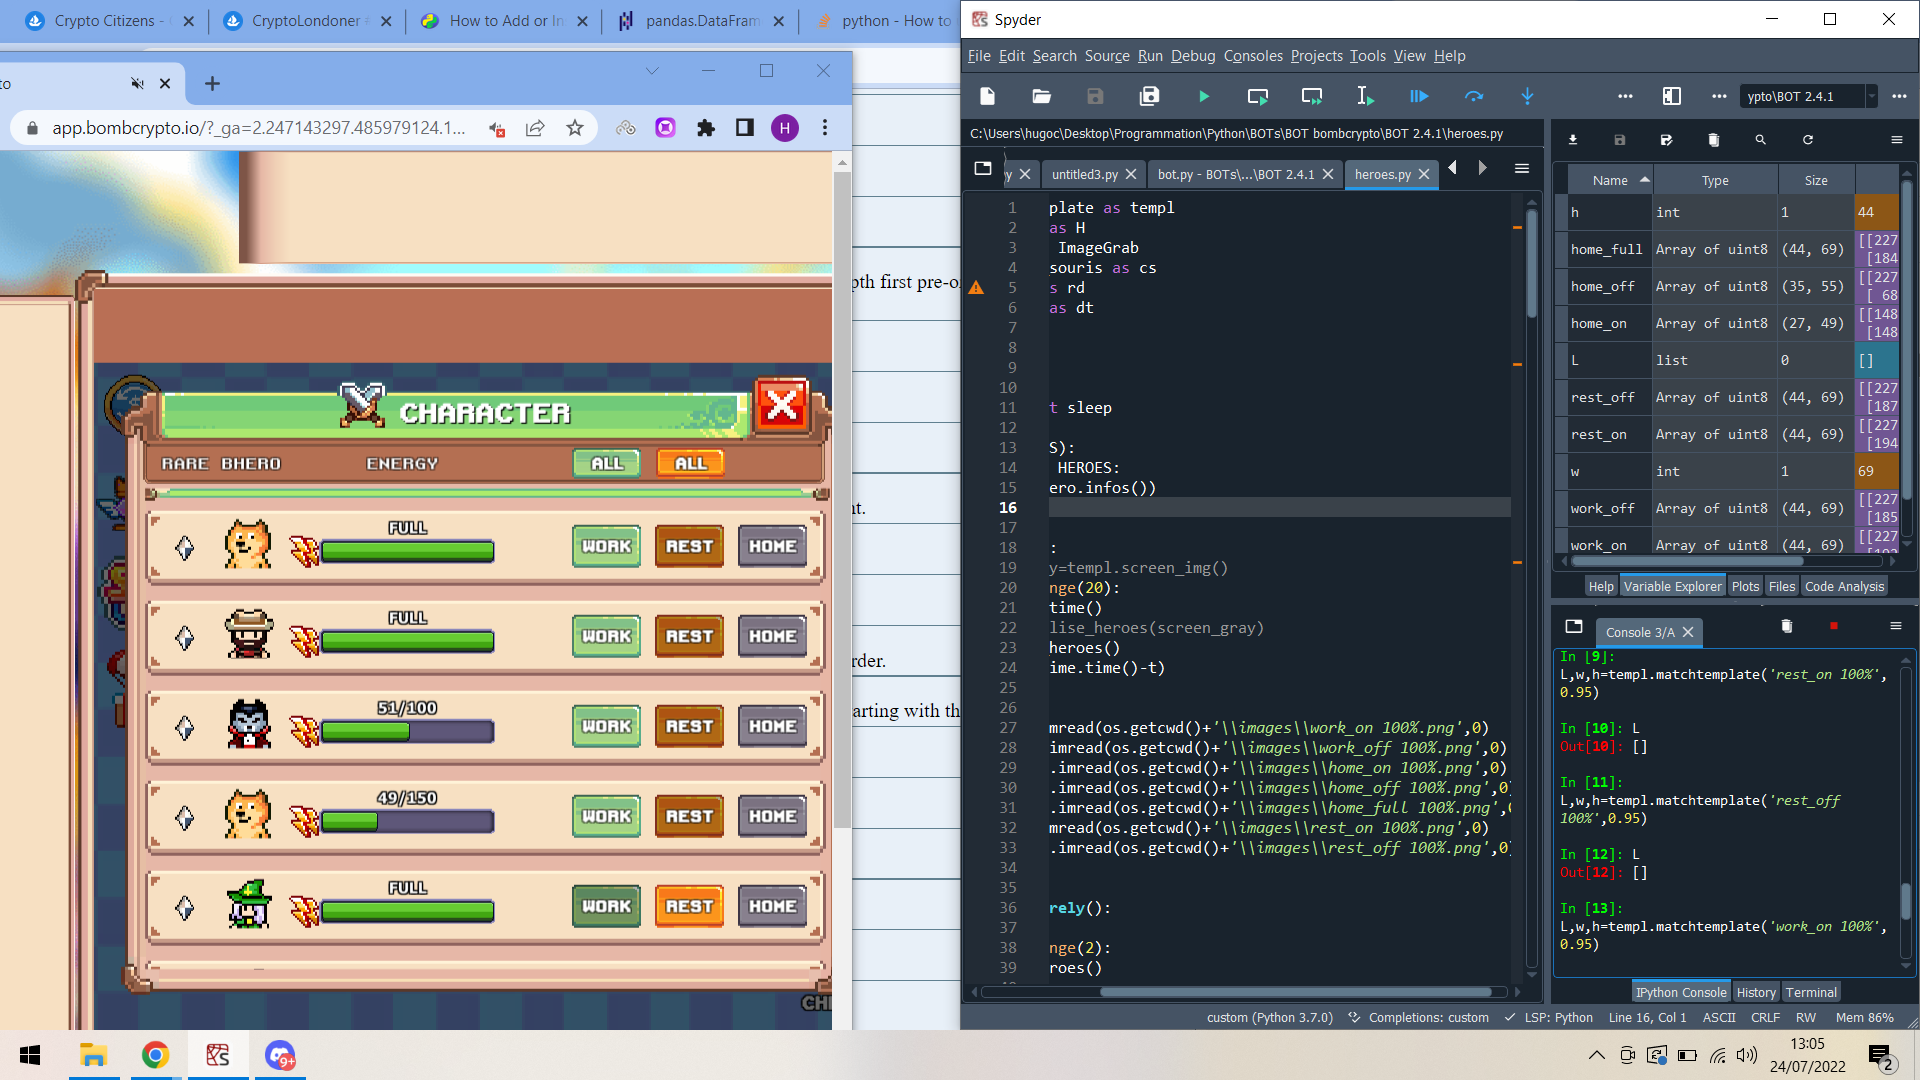 Crypto Citizens -
CryptoLondoner
How to Add or In
pandas.DataFram
python - How to
to
app.bombcrypto.io/?_ga=2.247143297.485979124.1...
H
pth first pre-o
nt.
rder.
arting with th
CHARACTER
RARE BHERO
ENERGY
ALL
ALL
FULL
WORK
REST
HOME
FULL
WORK
REST
HOME
51/100
WORK
REST
HOME
49/150
WORK
REST
HOME
FULL
WORK
REST
HOME
Spyder
File Edit Search Source Run Debug Consoles Projects Tools View Help
ypto\BOT 2.4.1
C:\Users\hugoc\Desktop\Programmation\Python\BOTs\BOT bombcrypto\BOT 2.4.1\heroes.py
y
untitled3.py
bot.py - BOTs\...\BOT 2.4.1
heroes.py
1 plate as templ
2 as H
3 ImageGrab
4 souris as cs
5 s rd
6 as dt
7
8
9
10
11 t sleep
12
13 S):
14 HEROES:
15 ero.infos())
16
17
18 :
19 y=templ.screen_img()
20 nge(20):
21 time()
22 lise_heroes(screen_gray)
23 heroes()
24 ime.time()-t)
25
26
27 mread(os.getcwd()+'\\images\\work_on 100%.png',0)
28 imread(os.getcwd()+'\\images\\work_off 100%.png',0)
29 .imread(os.getcwd()+'\\images\\home_on 100%.png',0)
30 .imread(os.getcwd()+'\\images\\home_off 100%.png',0
31 .imread(os.getcwd()+'\\images\\home_full 100%.png',
32 mread(os.getcwd()+'\\images\\rest_on 100%.png',0)
33 .imread(os.getcwd()+'\\images\\rest_off 100%.png',0
34
35
36 rely():
37
38 nge(2):
39 roes()
Name Type Size
h int 1 44
home_full Array of uint8 (44, 69) [[227
[184
home_off Array of uint8 (35, 55) [[227
[ 68
home_on Array of uint8 (27, 49) [[148
[148
L list 0 []
rest_off Array of uint8 (44, 69) [[227
[187
rest_on Array of uint8 (44, 69) [[227
[194
w int 1 69
work_off Array of uint8 (44, 69) [[227
[185
work_on Array of uint8 (44, 69) [[227
Help Variable Explorer Plots Files Code Analysis
Console 3/A
In [9]:
L,w,h=templ.matchtemplate('rest_on 100%',
0.95)
In [10]: L
Out[10]: []
In [11]:
L,w,h=templ.matchtemplate('rest_off
100%',0.95)
In [12]: L
Out[12]: []
In [13]:
L,w,h=templ.matchtemplate('work_on 100%',
0.95)
IPython Console History Terminal
custom (Python 3.7.0) Completions: custom LSP: Python Line 16, Col 1 ASCII CRLF RW Mem 86%
9+
13:05
24/07/2022
2